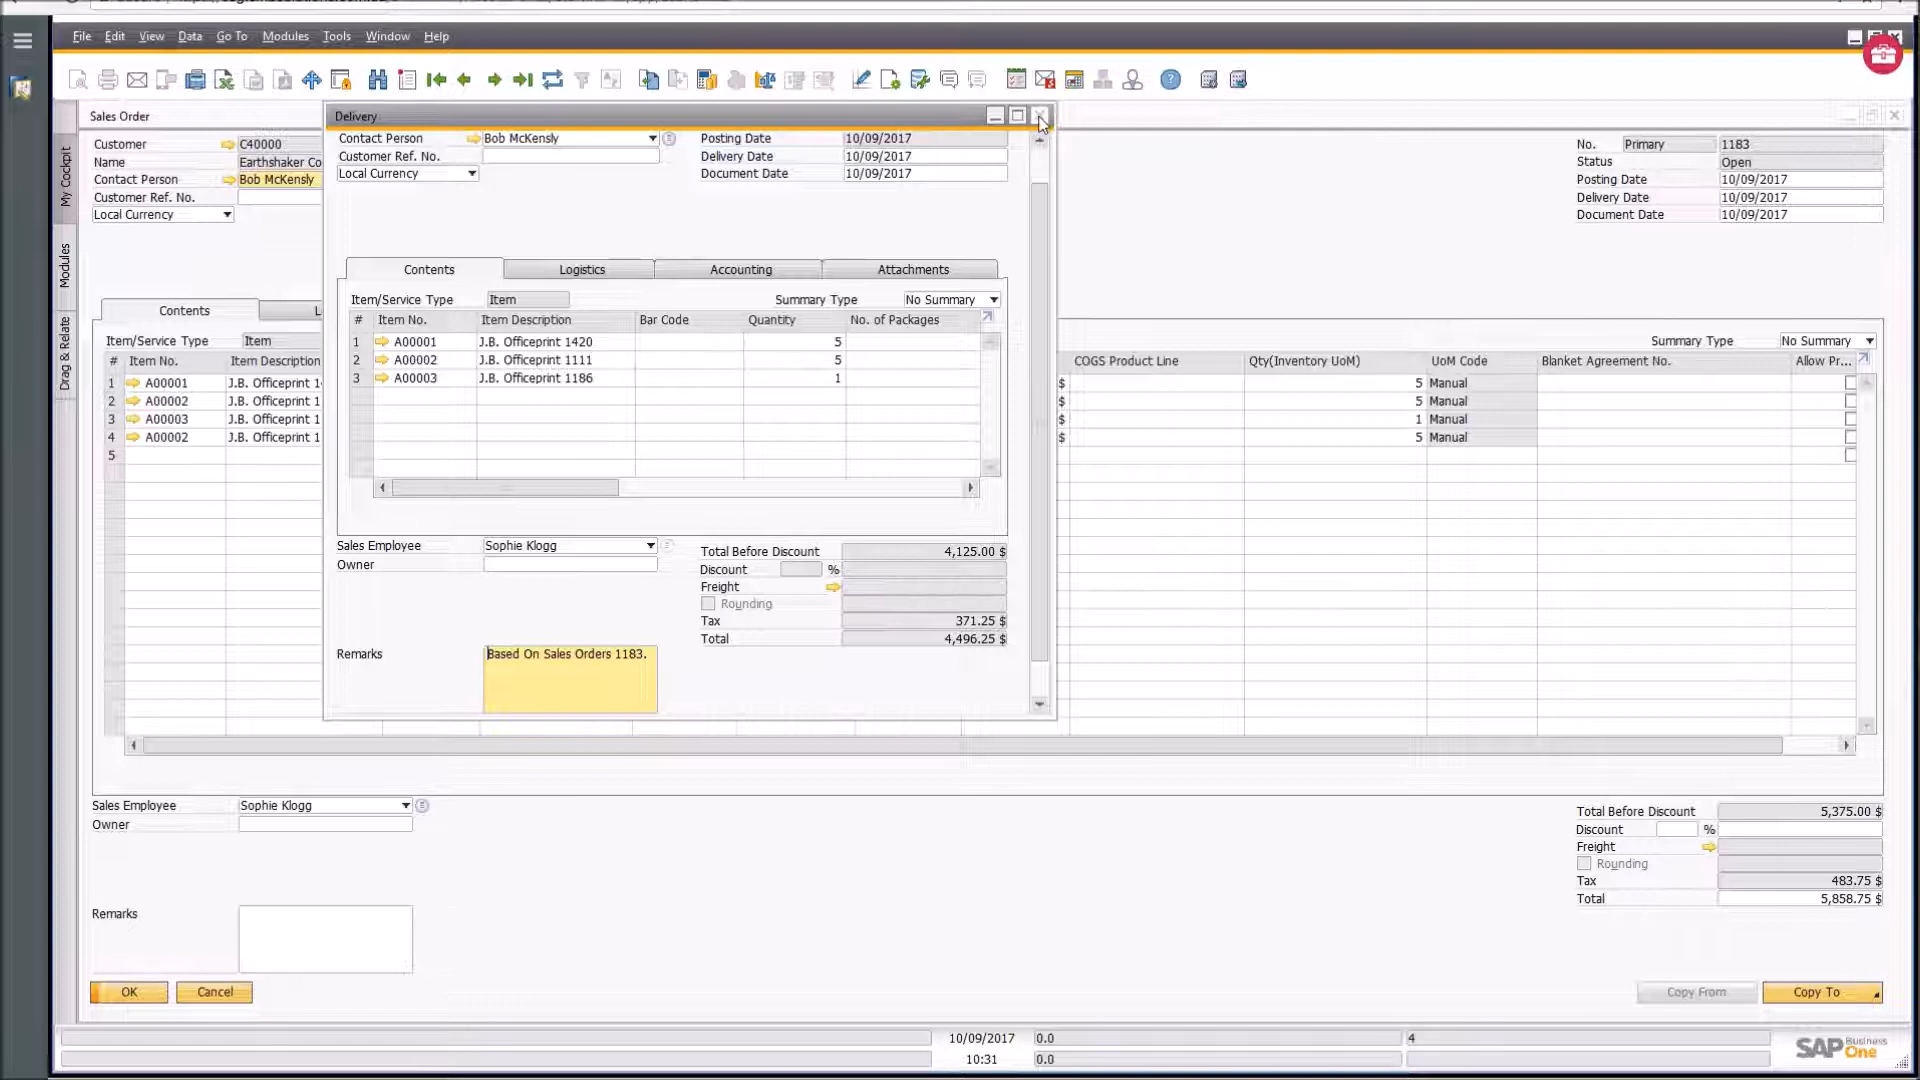 File Edit View Data Go To Modules Tools Window Help
Sales Order
Customer C40000
Name Earthshaker Co
Contact Person Bob McKensly
Customer Ref. No.
Local Currency
My Cockpit
Modules
Drag & Relate
Delivery
Contact Person Bob McKensly Posting Date 10/09/2017
Customer Ref. No. Delivery Date 10/09/2017
Local Currency Document Date 10/09/2017
Contents Logistics Accounting Attachments
Item/Service Type Item Summary Type No Summary
# Item No. Item Description Bar Code Quantity No. of Packages
1 A00001 J.B. Officeprint 1420 5
2 A00002 J.B. Officeprint 1111 5
3 A00003 J.B. Officeprint 1186 1
Sales Employee Sophie Klogg Total Before Discount 4,125.00 $
Owner Discount %
Freight
Rounding
Tax 371.25 $
Total 4,496.25 $
Remarks Based On Sales Orders 1183.
No. Primary 1183
Status Open
Posting Date 10/09/2017
Delivery Date 10/09/2017
Document Date 10/09/2017
Contents L
Item/Service Type Item Summary Type No Summary
# Item No. Item Description COGS Product Line Qty(Inventory UoM) UoM Code Blanket Agreement No. Allow Pr...
1 A00001 J.B. Officeprint 1 $ 5 Manual
2 A00002 J.B. Officeprint 1 $ 5 Manual
3 A00003 J.B. Officeprint 1 $ 1 Manual
4 A00002 J.B. Officeprint 1 $ 5 Manual
5
Sales Employee Sophie Klogg Total Before Discount 5,375.00 $
Owner Discount %
Freight
Rounding
Tax 483.75 $
Total 5,858.75 $
Remarks
OK Cancel Copy From Copy To
10/09/2017 0.0 4
10:31 0.0
SAP Business One